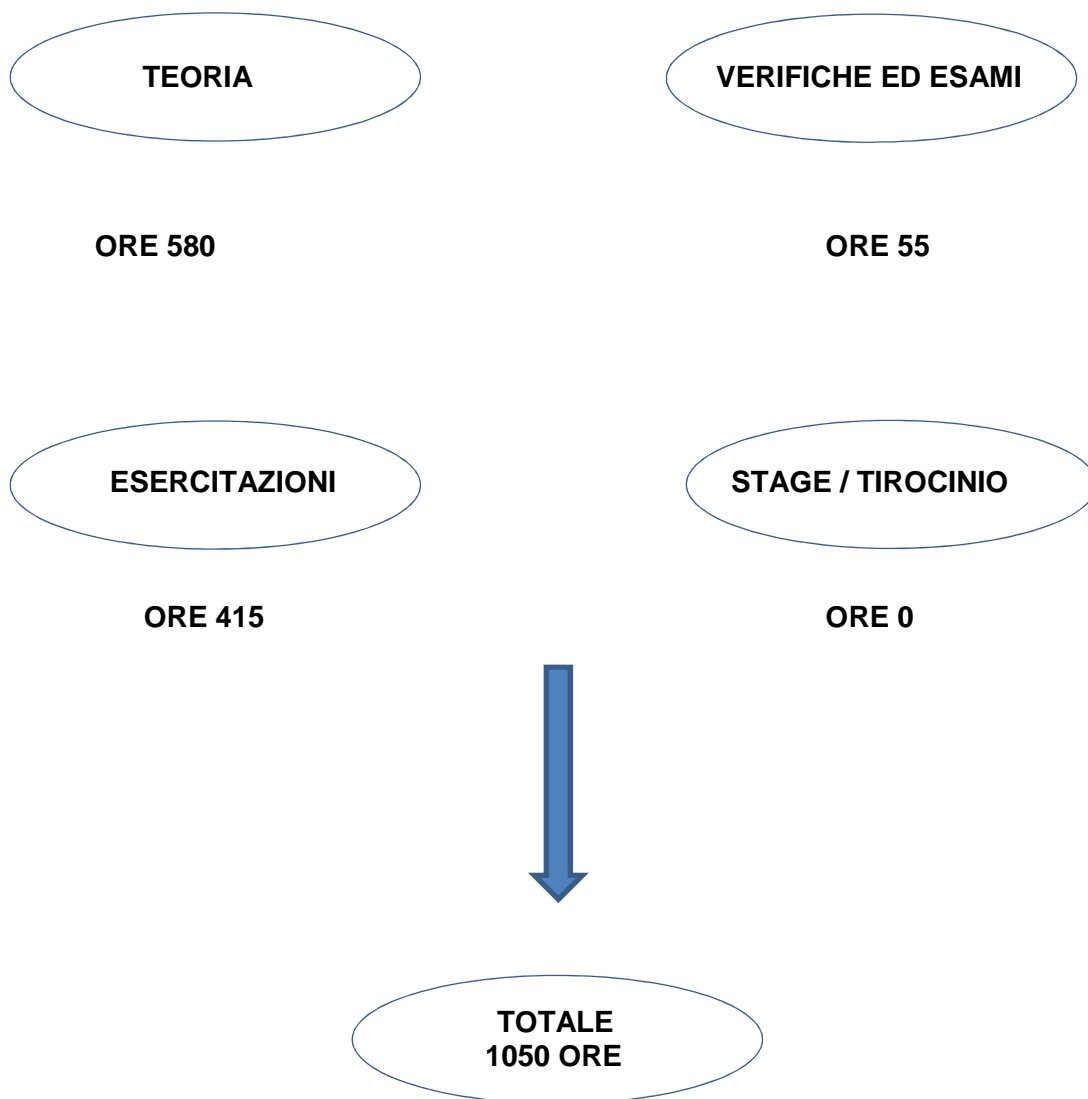 TEORIA
VERIFICHE ED ESAMI
ORE 580
ORE 55
ESERCITAZIONI
STAGE / TIROCINIO
ORE 415
ORE 0
TOTALE
1050 ORE